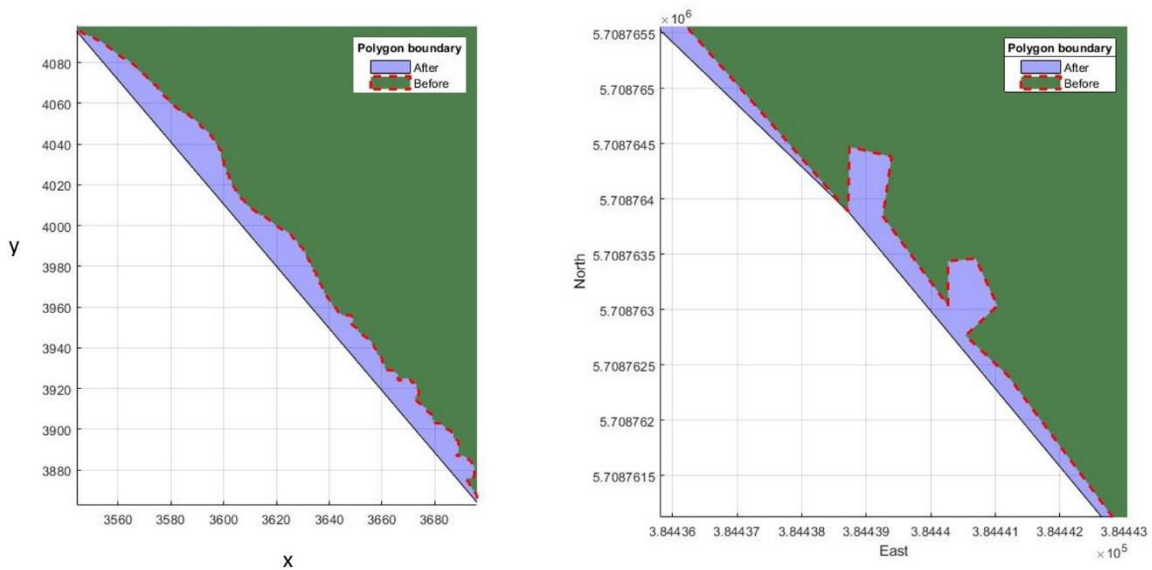 Polygon boundary
After
Before
4080
4060
4040
4020
4000
3980
3960
3940
3920
3900
3880
y
3560 3580 3600 3620 3640 3660 3680
x
× 10⁶
Polygon boundary
After
Before
5.7087655
5.708765
5.7087645
5.708764
5.7087635
5.708763
5.7087625
5.708762
5.7087615
North
3.84436 3.84437 3.84438 3.84439 3.8444 3.84441 3.84442 3.84443
East
× 10⁵